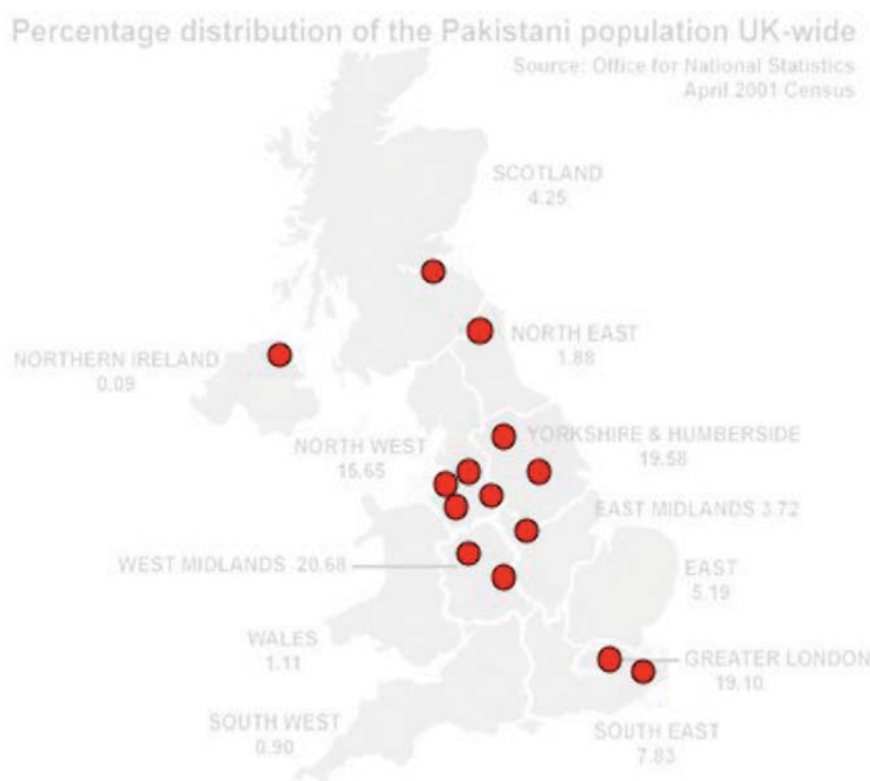 Percentage distribution of the Pakistani population UK-wide
Source: Office for National Statistics
April 2001 Census
SCOTLAND
4.25
NORTH EAST
1.88
NORTHERN IRELAND
0.09
NORTH WEST
15.65
YORKSHIRE & HUMBERSIDE
19.58
EAST MIDLANDS 3.72
WEST MIDLANDS 20.68
EAST
5.19
WALES
1.11
GREATER LONDON
19.10
SOUTH WEST
0.90
SOUTH EAST
7.83